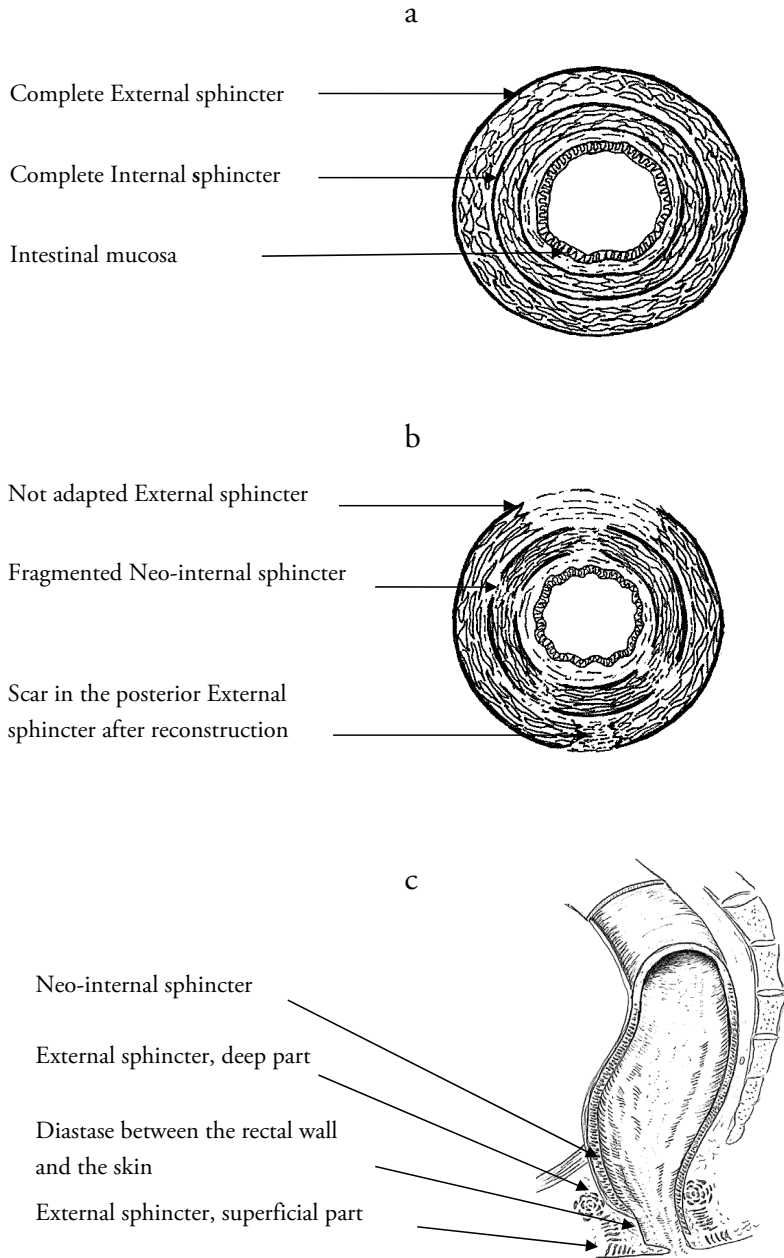 a
Complete External sphincter
Complete Internal sphincter
Intestinal mucosa
b
Not adapted External sphincter
Fragmented Neo-internal sphincter
Scar in the posterior External
sphincter after reconstruction
c
Neo-internal sphincter
External sphincter, deep part
Diastase between the rectal wall
and the skin
External sphincter, superficial part